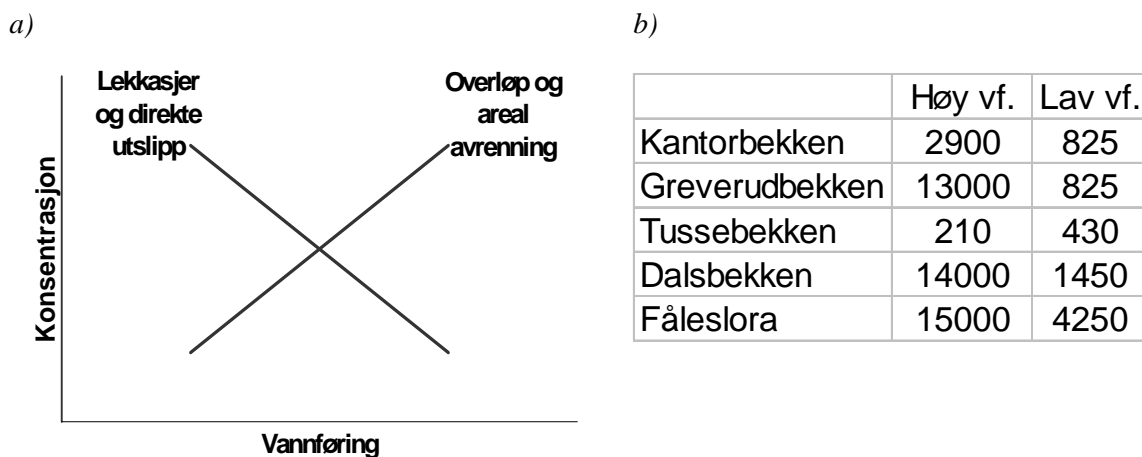 a)
Lekkasjer
og direkte
utslipp
Overløp og
areal
avrenning
Konsentrasjon
Vannføring
b)
Høy vf. Lav vf.
Kantorbekken 2900 825
Greverudbekken 13000 825
Tussebekken 210 430
Dalsbekken 14000 1450
Fåleslora 15000 4250